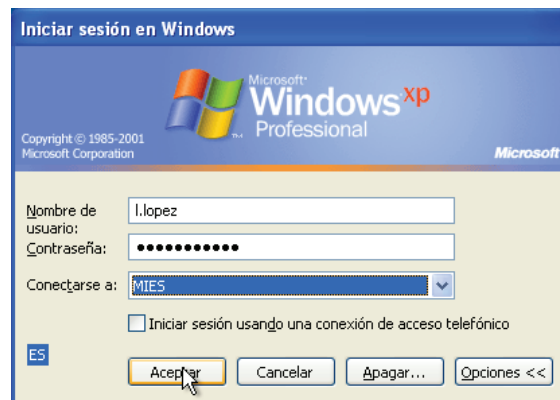 Iniciar sesión en Windows
Microsoft
Windows xp
Professional
Copyright © 1985-2001
Microsoft Corporation
Microsoft
Nombre de usuario:
l.lopez
Contraseña:
●●●●●●●●●●●
Conectarse a:
MIES
Iniciar sesión usando una conexión de acceso telefónico
ES
Aceptar
Cancelar
Apagar...
Opciones <<